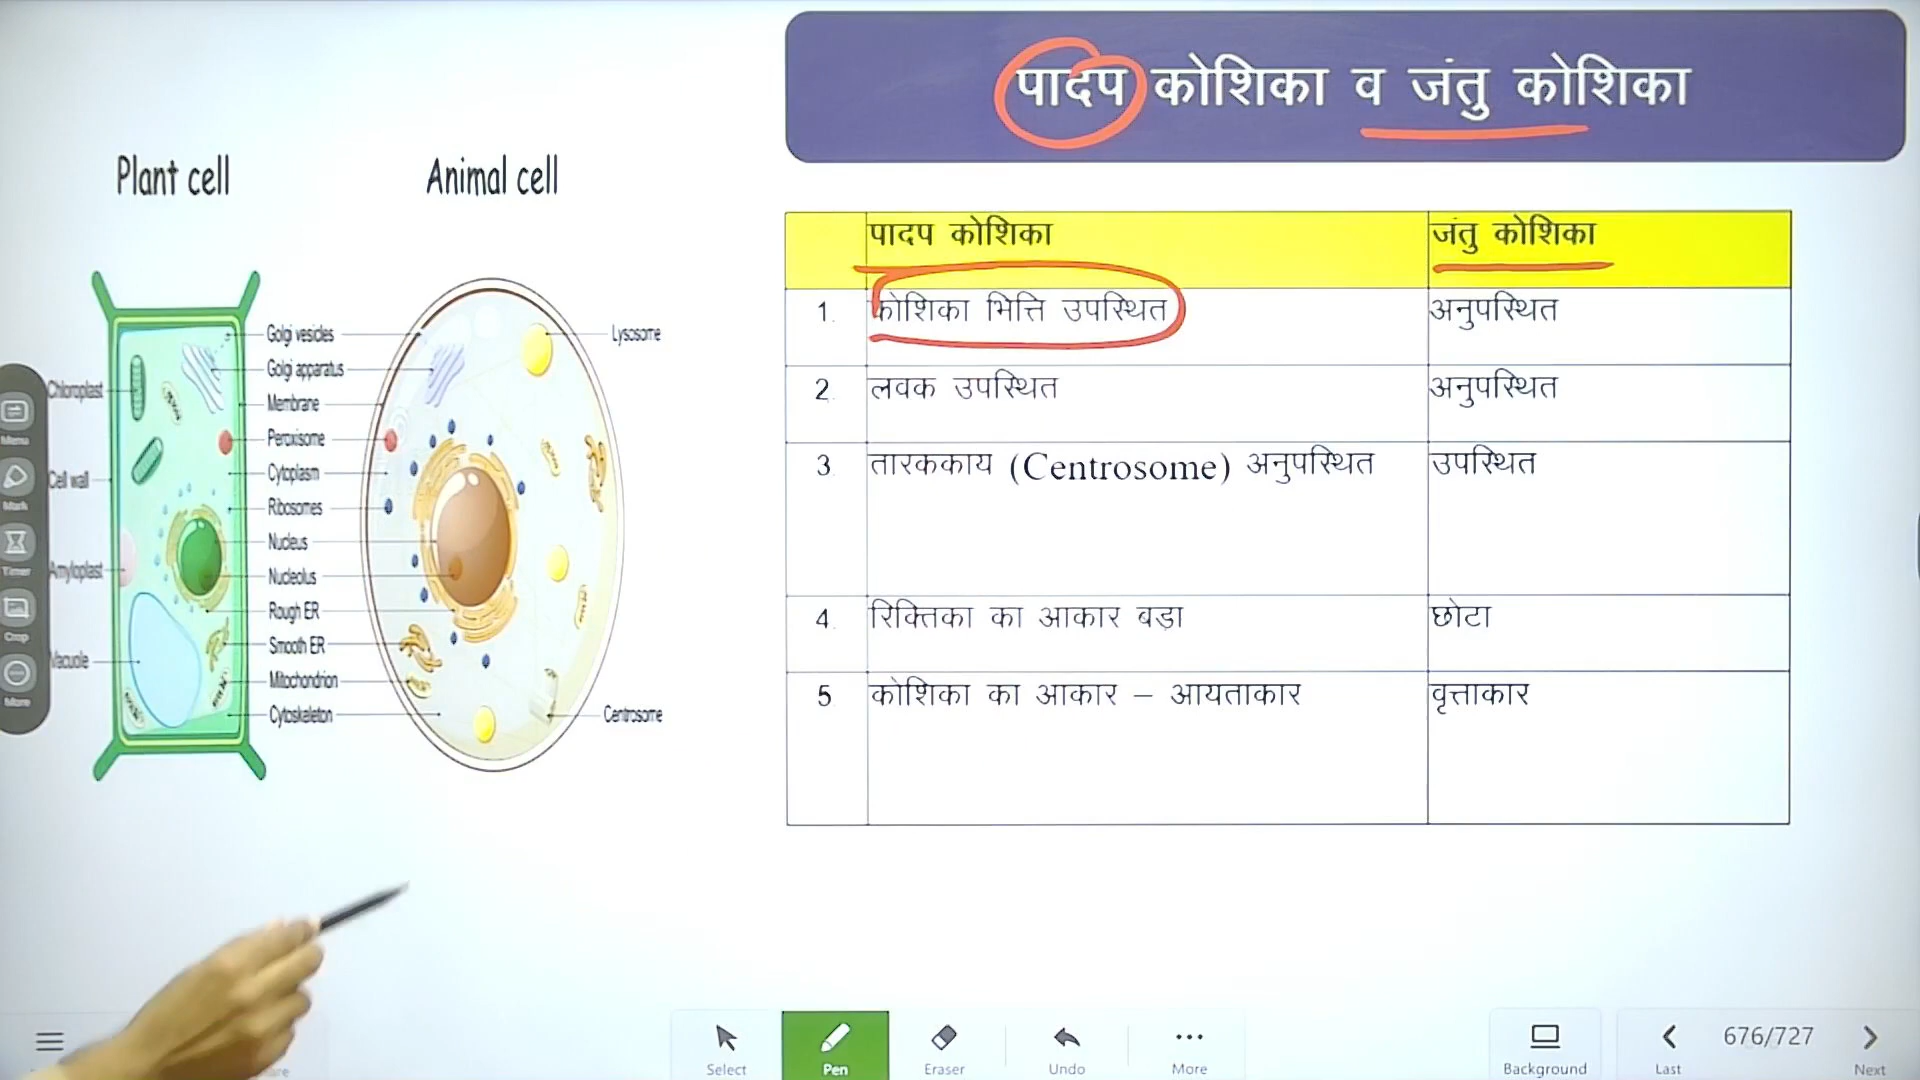 पादप कोशिका व जंतु कोशिका
Plant cell
Animal cell
Golgi vesicles
Golgi apparatus
Membrane
Peroxisome
Cytoplasm
Ribosomes
Nucleus
Nucleolus
Rough ER
Smooth ER
Mitochondrion
Cytoskeleton
Chloroplast
Cell wall
Amyloplast
Vacuole
Lysosome
Centrosome
पादप कोशिका जंतु कोशिका
1. कोशिका भित्ति उपस्थित अनुपस्थित
2. लवक उपस्थित अनुपस्थित
3. तारककाय (Centrosome) अनुपस्थित उपस्थित
4. रिक्तिका का आकार बड़ा छोटा
5 कोशिका का आकार – आयताकार वृत्ताकार
Menu
Mark
Timer
Crop
More
Select Pen Eraser Undo More
Background
Last 676/727 Next